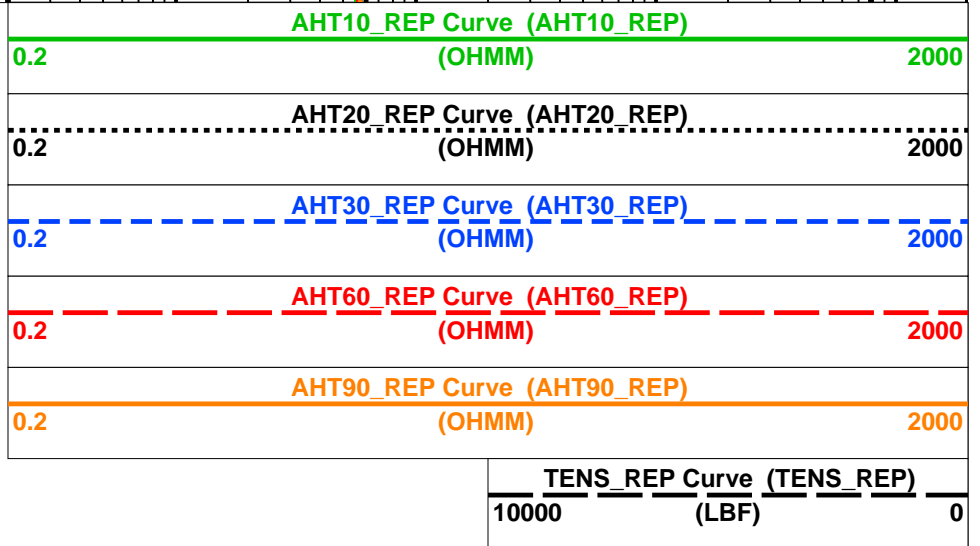 AHT10_REP Curve (AHT10_REP)
0.2 (OHMM) 2000
AHT20_REP Curve (AHT20_REP)
0.2 (OHMM) 2000
AHT30_REP Curve (AHT30_REP)
0.2 (OHMM) 2000
AHT60_REP Curve (AHT60_REP)
0.2 (OHMM) 2000
AHT90_REP Curve (AHT90_REP)
0.2 (OHMM) 2000
TENS_REP Curve (TENS_REP)
10000 (LBF) 0